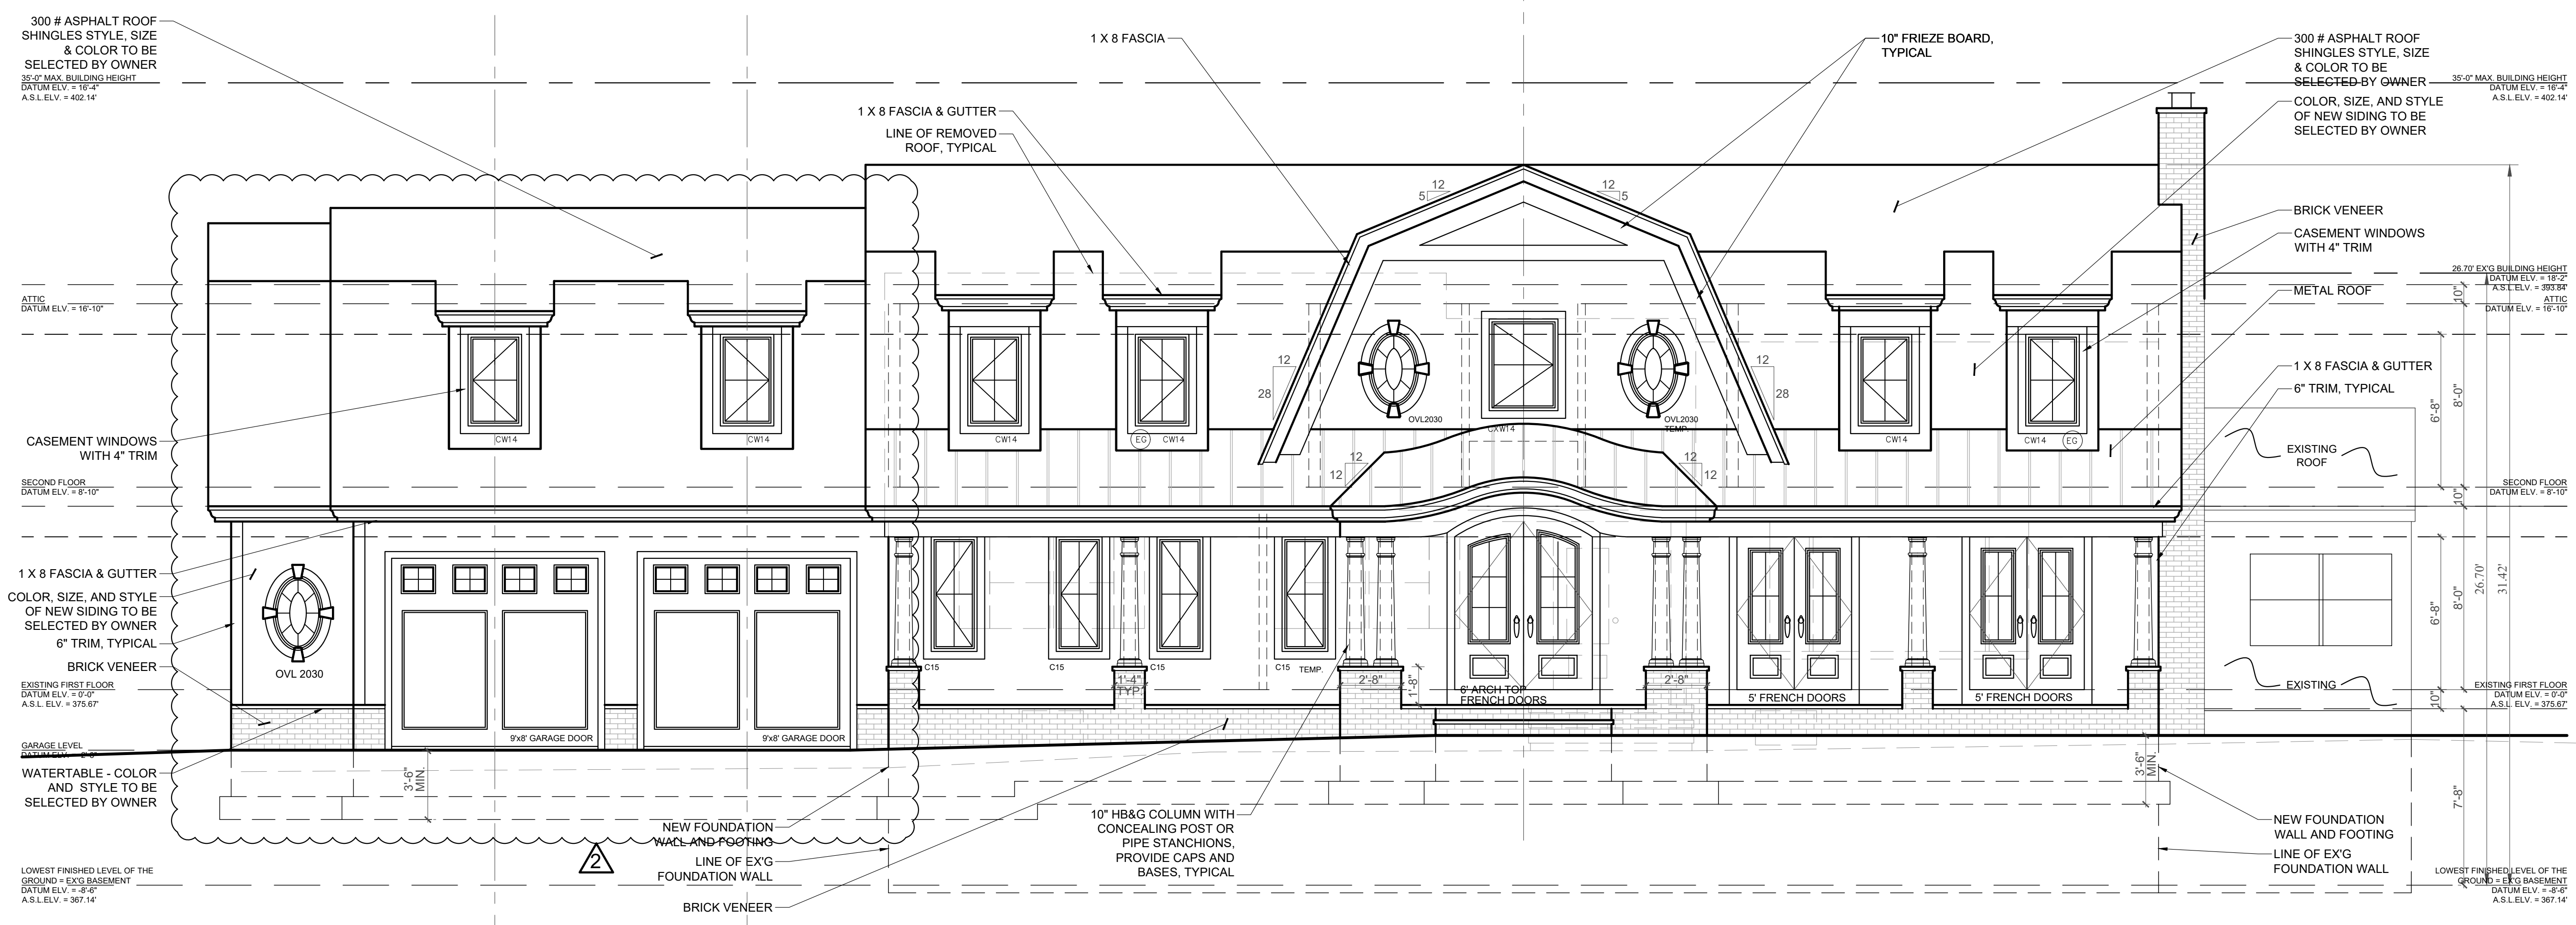 300 # ASPHALT ROOF
SHINGLES STYLE, SIZE
& COLOR TO BE
SELECTED BY OWNER
35'-0" MAX. BUILDING HEIGHT
DATUM ELV. = 16'-4"
A.S.L.ELV. = 402.14'
ATTIC
DATUM ELV. = 16'-10"
CASEMENT WINDOWS
WITH 4" TRIM
SECOND FLOOR
DATUM ELV. = 8'-10"
1 X 8 FASCIA & GUTTER
COLOR, SIZE, AND STYLE
OF NEW SIDING TO BE
SELECTED BY OWNER
6" TRIM, TYPICAL
BRICK VENEER
EXISTING FIRST FLOOR
DATUM ELV. = 0'-0"
A.S.L. ELV. = 375.67'
GARAGE LEVEL
WATERTABLE - COLOR
AND STYLE TO BE
SELECTED BY OWNER
LOWEST FINISHED LEVEL OF THE
GROUND = EX'G BASEMENT
DATUM ELV. = -8'-6"
A.S.L.ELV. = 367.14'
1 X 8 FASCIA
1 X 8 FASCIA & GUTTER
LINE OF REMOVED
ROOF, TYPICAL
10" FRIEZE BOARD,
TYPICAL
12
5
12
5
12
28
12
28
12
12
12
12
CW14
CW14
CW14
EG CW14
OVL2030
CXW14
OVL2030
TEMP.
CW14
CW14 EG
OVL 2030
9'x8' GARAGE DOOR
9'x8' GARAGE DOOR
C15
C15
C15
C15 TEMP.
1'-4"
TYP.
2'-8"
1'-8"
6' ARCH TOP
FRENCH DOORS
2'-8"
5' FRENCH DOORS
5' FRENCH DOORS
3'-6"
MIN.
3'-6"
MIN.
2
NEW FOUNDATION
WALL AND FOOTING
LINE OF EX'G
FOUNDATION WALL
BRICK VENEER
10" HB&G COLUMN WITH
CONCEALING POST OR
PIPE STANCHIONS,
PROVIDE CAPS AND
BASES, TYPICAL
300 # ASPHALT ROOF
SHINGLES STYLE, SIZE
& COLOR TO BE
SELECTED BY OWNER
35'-0" MAX. BUILDING HEIGHT
DATUM ELV. = 16'-4"
A.S.L.ELV. = 402.14'
COLOR, SIZE, AND STYLE
OF NEW SIDING TO BE
SELECTED BY OWNER
BRICK VENEER
CASEMENT WINDOWS
WITH 4" TRIM
26.70' EX'G BUILDING HEIGHT
DATUM ELV. = 18'-2"
A.S.L.ELV. = 393.84'
METAL ROOF
ATTIC
DATUM ELV. = 16'-10"
1 X 8 FASCIA & GUTTER
6" TRIM, TYPICAL
EXISTING
ROOF
SECOND FLOOR
DATUM ELV. = 8'-10"
EXISTING
EXISTING FIRST FLOOR
DATUM ELV. = 0'-0"
A.S.L. ELV. = 375.67'
10"
6'-8"
8'-0"
10"
6'-8"
8'-0"
26.70'
31.42'
10"
7'-8"
NEW FOUNDATION
WALL AND FOOTING
LINE OF EX'G
FOUNDATION WALL
LOWEST FINISHED LEVEL OF THE
GROUND = EX'G BASEMENT
DATUM ELV. = -8'-6"
A.S.L.ELV. = 367.14'